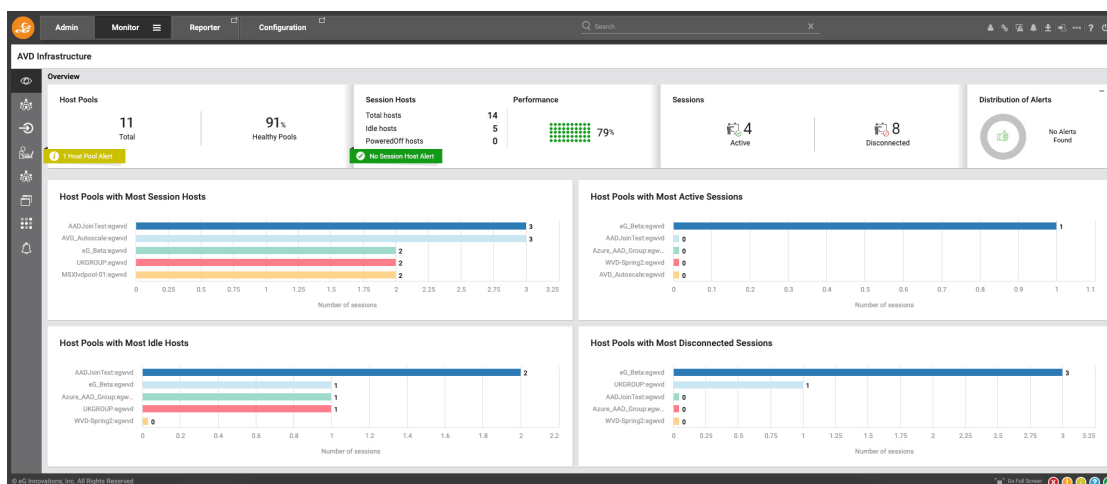 eG
Admin
Monitor
Reporter
Configuration
Search
X
AVD Infrastructure
Overview
Host Pools
11
Total
91%
Healthy Pools
1 Host Pool Alert
Session Hosts
Total hosts 14
Idle hosts 5
PoweredOff hosts 0
No Session Host Alert
Performance
79%
Sessions
4
Active
8
Disconnected
Distribution of Alerts
No Alerts
Found
Host Pools with Most Session Hosts
AADJoinTest:egwvd 3
AVD_Autoscale:egwvd 3
eG_Beta:egwvd 2
UKGROUP:egwvd 2
MSXIvdpool-01:egwvd 2
0 0.25 0.5 0.75 1 1.25 1.5 1.75 2 2.25 2.5 2.75 3 3.25
Number of sessions
Host Pools with Most Active Sessions
eG_Beta:egwvd 1
AADJoinTest:egwvd 0
Azure_AAD_Group:egw... 0
WVD-Spring2:egwvd 0
AVD_Autoscale:egwvd 0
0 0.1 0.2 0.3 0.4 0.5 0.6 0.7 0.8 0.9 1 1.1
Number of sessions
Host Pools with Most Idle Hosts
AADJoinTest:egwvd 2
eG_Beta:egwvd 1
Azure_AAD_Group:egw... 1
UKGROUP:egwvd 1
WVD-Spring2:egwvd 0
0 0.2 0.4 0.6 0.8 1 1.2 1.4 1.6 1.8 2 2.2
Number of sessions
Host Pools with Most Disconnected Sessions
eG_Beta:egwvd 3
UKGROUP:egwvd 1
AADJoinTest:egwvd 0
Azure_AAD_Group:egw... 0
WVD-Spring2:egwvd 0
0 0.25 0.5 0.75 1 1.25 1.5 1.75 2 2.25 2.5 2.75 3 3.25
Number of sessions
© eG Innovations, Inc. All Rights Reserved
Go Full Screen